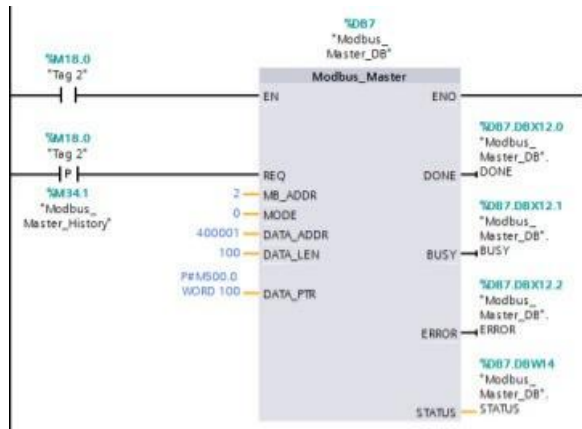 %DB7
"Modbus_
Master_DB"
%M18.0
"Tag 2"
Modbus_Master
EN
ENO
%M18.0
"Tag 2"
P
%M34.1
"Modbus_
Master_History"
REQ
2
MB_ADDR
0
MODE
400001
DATA_ADDR
100
DATA_LEN
P#M500.0
WORD 100
DATA_PTR
%DB7.DBX12.0
"Modbus_
Master_DB".
DONE
DONE
%DB7.DBX12.1
"Modbus_
Master_DB".
BUSY
BUSY
%DB7.DBX12.2
"Modbus_
Master_DB".
ERROR
ERROR
%DB7.DBW14
"Modbus_
Master_DB".
STATUS
STATUS